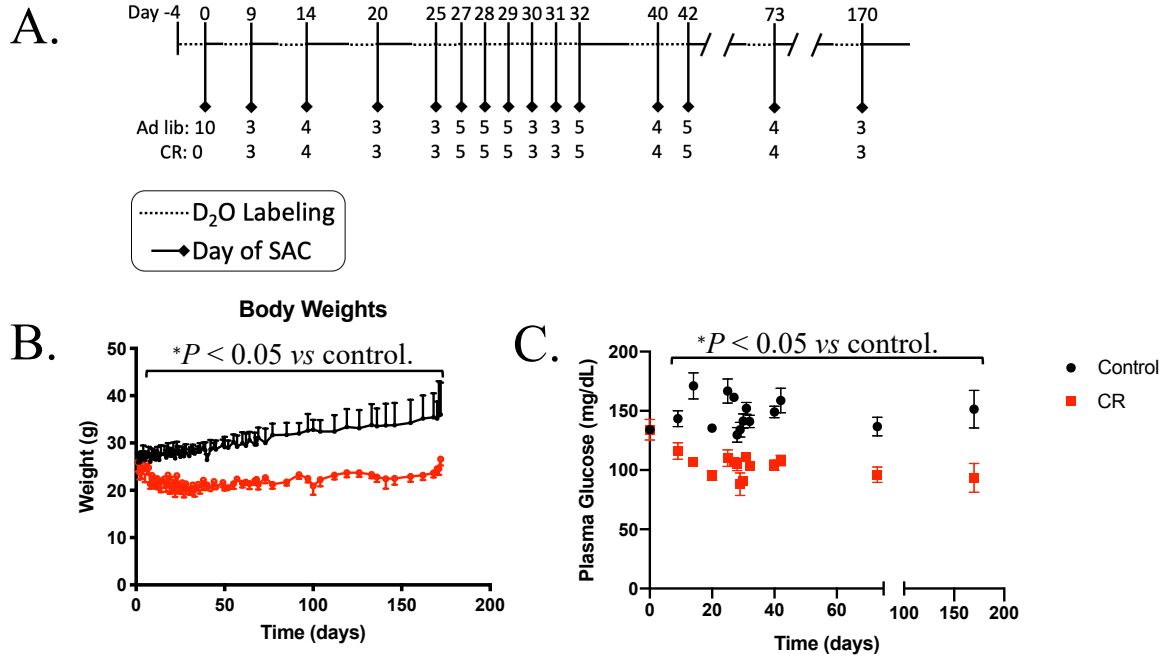 A.
Day -4 0 9 14 20 25 27 28 29 30 31 32 40 42 73 170
Ad lib: 10 3 4 3 3 5 5 5 3 3 5 4 5 4 3
CR: 0 3 4 3 3 5 5 5 3 3 5 4 5 4 3
D₂O Labeling
Day of SAC
B.
Body Weights
*P < 0.05 vs control.
50
40
30
20
10
0
Weight (g)
0 50 100 150 200
Time (days)
C.
*P < 0.05 vs control.
200
150
100
50
0
Plasma Glucose (mg/dL)
0 20 40 60 100 100 200
Time (days)
Control
CR